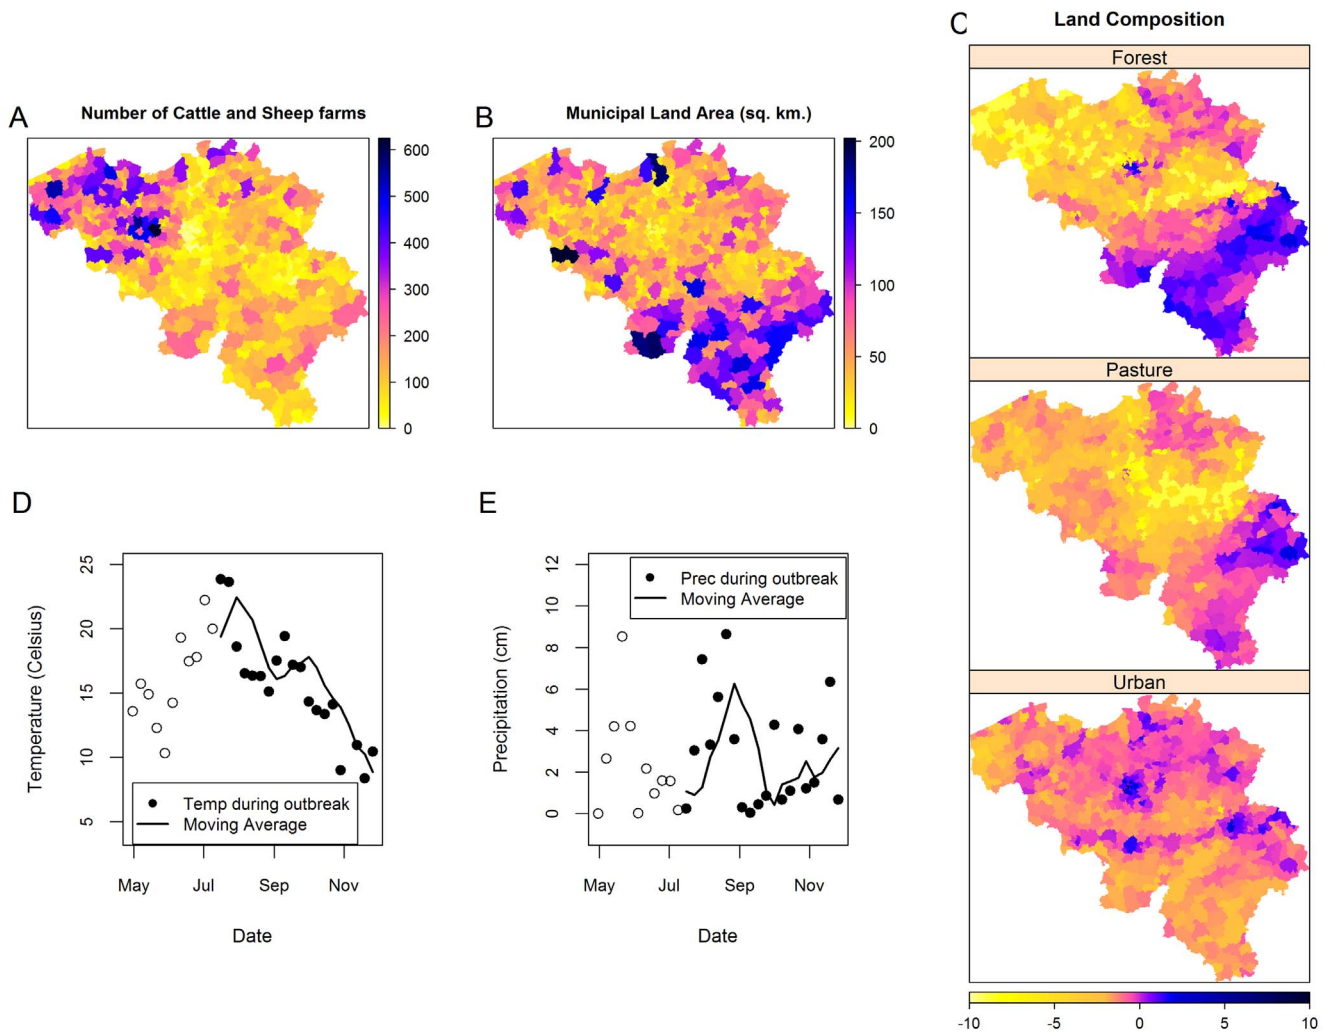 C Land Composition
Forest
A Number of Cattle and Sheep farms
600
500
400
300
200
100
0
B Municipal Land Area (sq. km.)
200
150
100
50
0
Pasture
Urban
-10 -5 0 5 10
D
Temperature (Celsius)
25
20
15
10
5
Temp during outbreak
Moving Average
May Jul Sep Nov
Date
E
Precipitation (cm)
12
10
8
6
4
2
0
Prec during outbreak
Moving Average
May Jul Sep Nov
Date